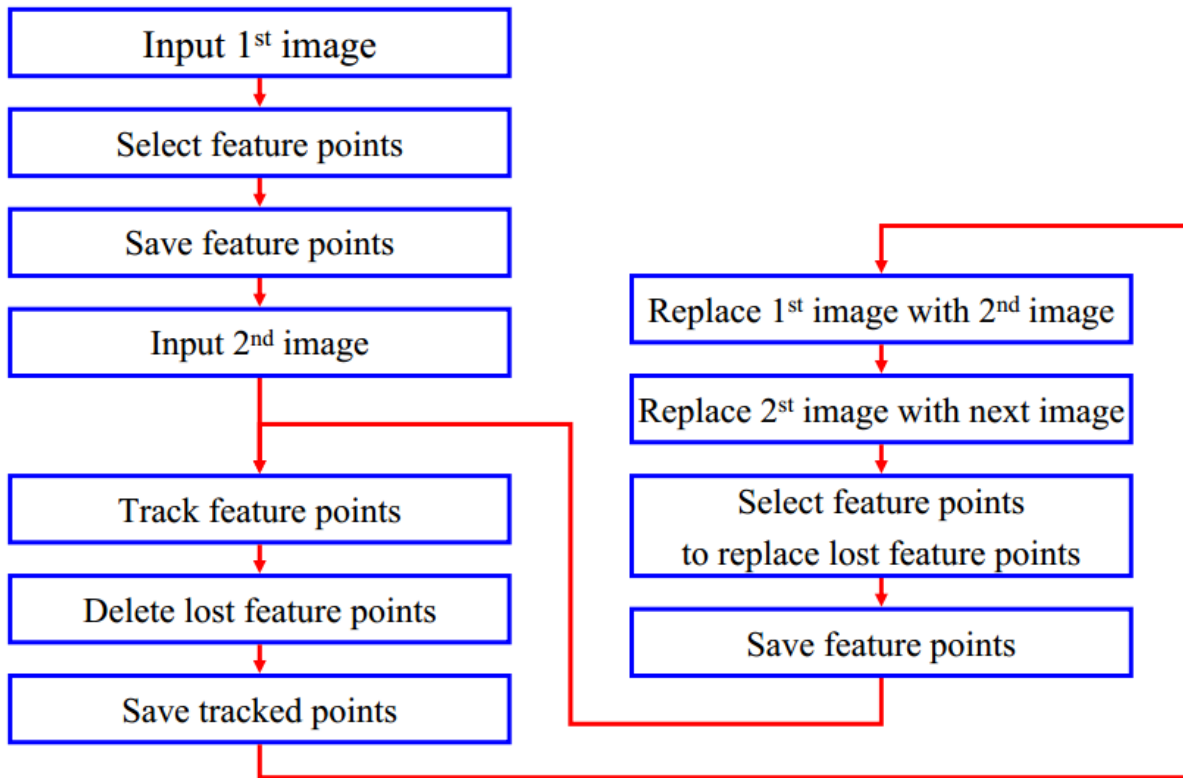 Input 1st image
Select feature points
Save feature points
Input 2nd image
Track feature points
Delete lost feature points
Save tracked points
Replace 1st image with 2nd image
Replace 2st image with next image
Select feature points
to replace lost feature points
Save feature points